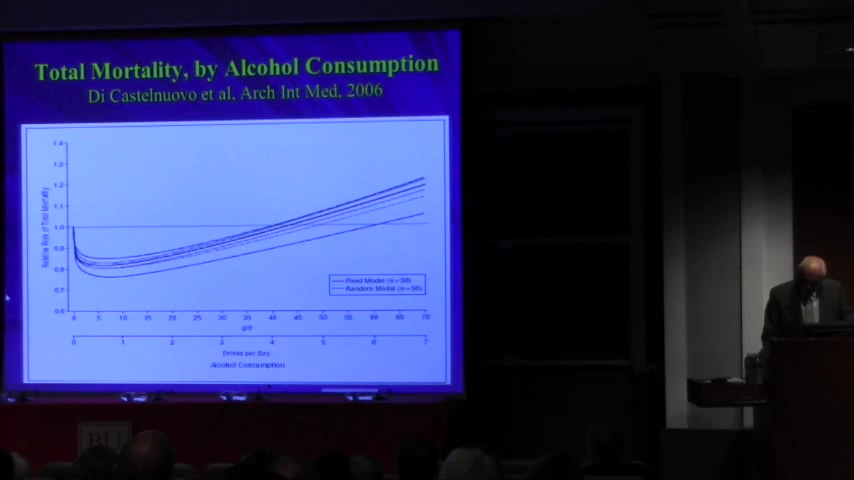 Total Mortality, by Alcohol Consumption
Di Castelnuovo et al, Arch Int Med, 2006
1.4
1.3
1.2
1.1
1.0
0.9
0.8
0.7
0.6
Relative Risk of Total Mortality
Fixed Model (n=56)
Random Model (n=56)
0 5 10 15 20 25 30 35 40 45 50 55 60 65 70
g/d
0 1 2 3 4 5 6 7
Drinks per Day
Alcohol Consumption
BU